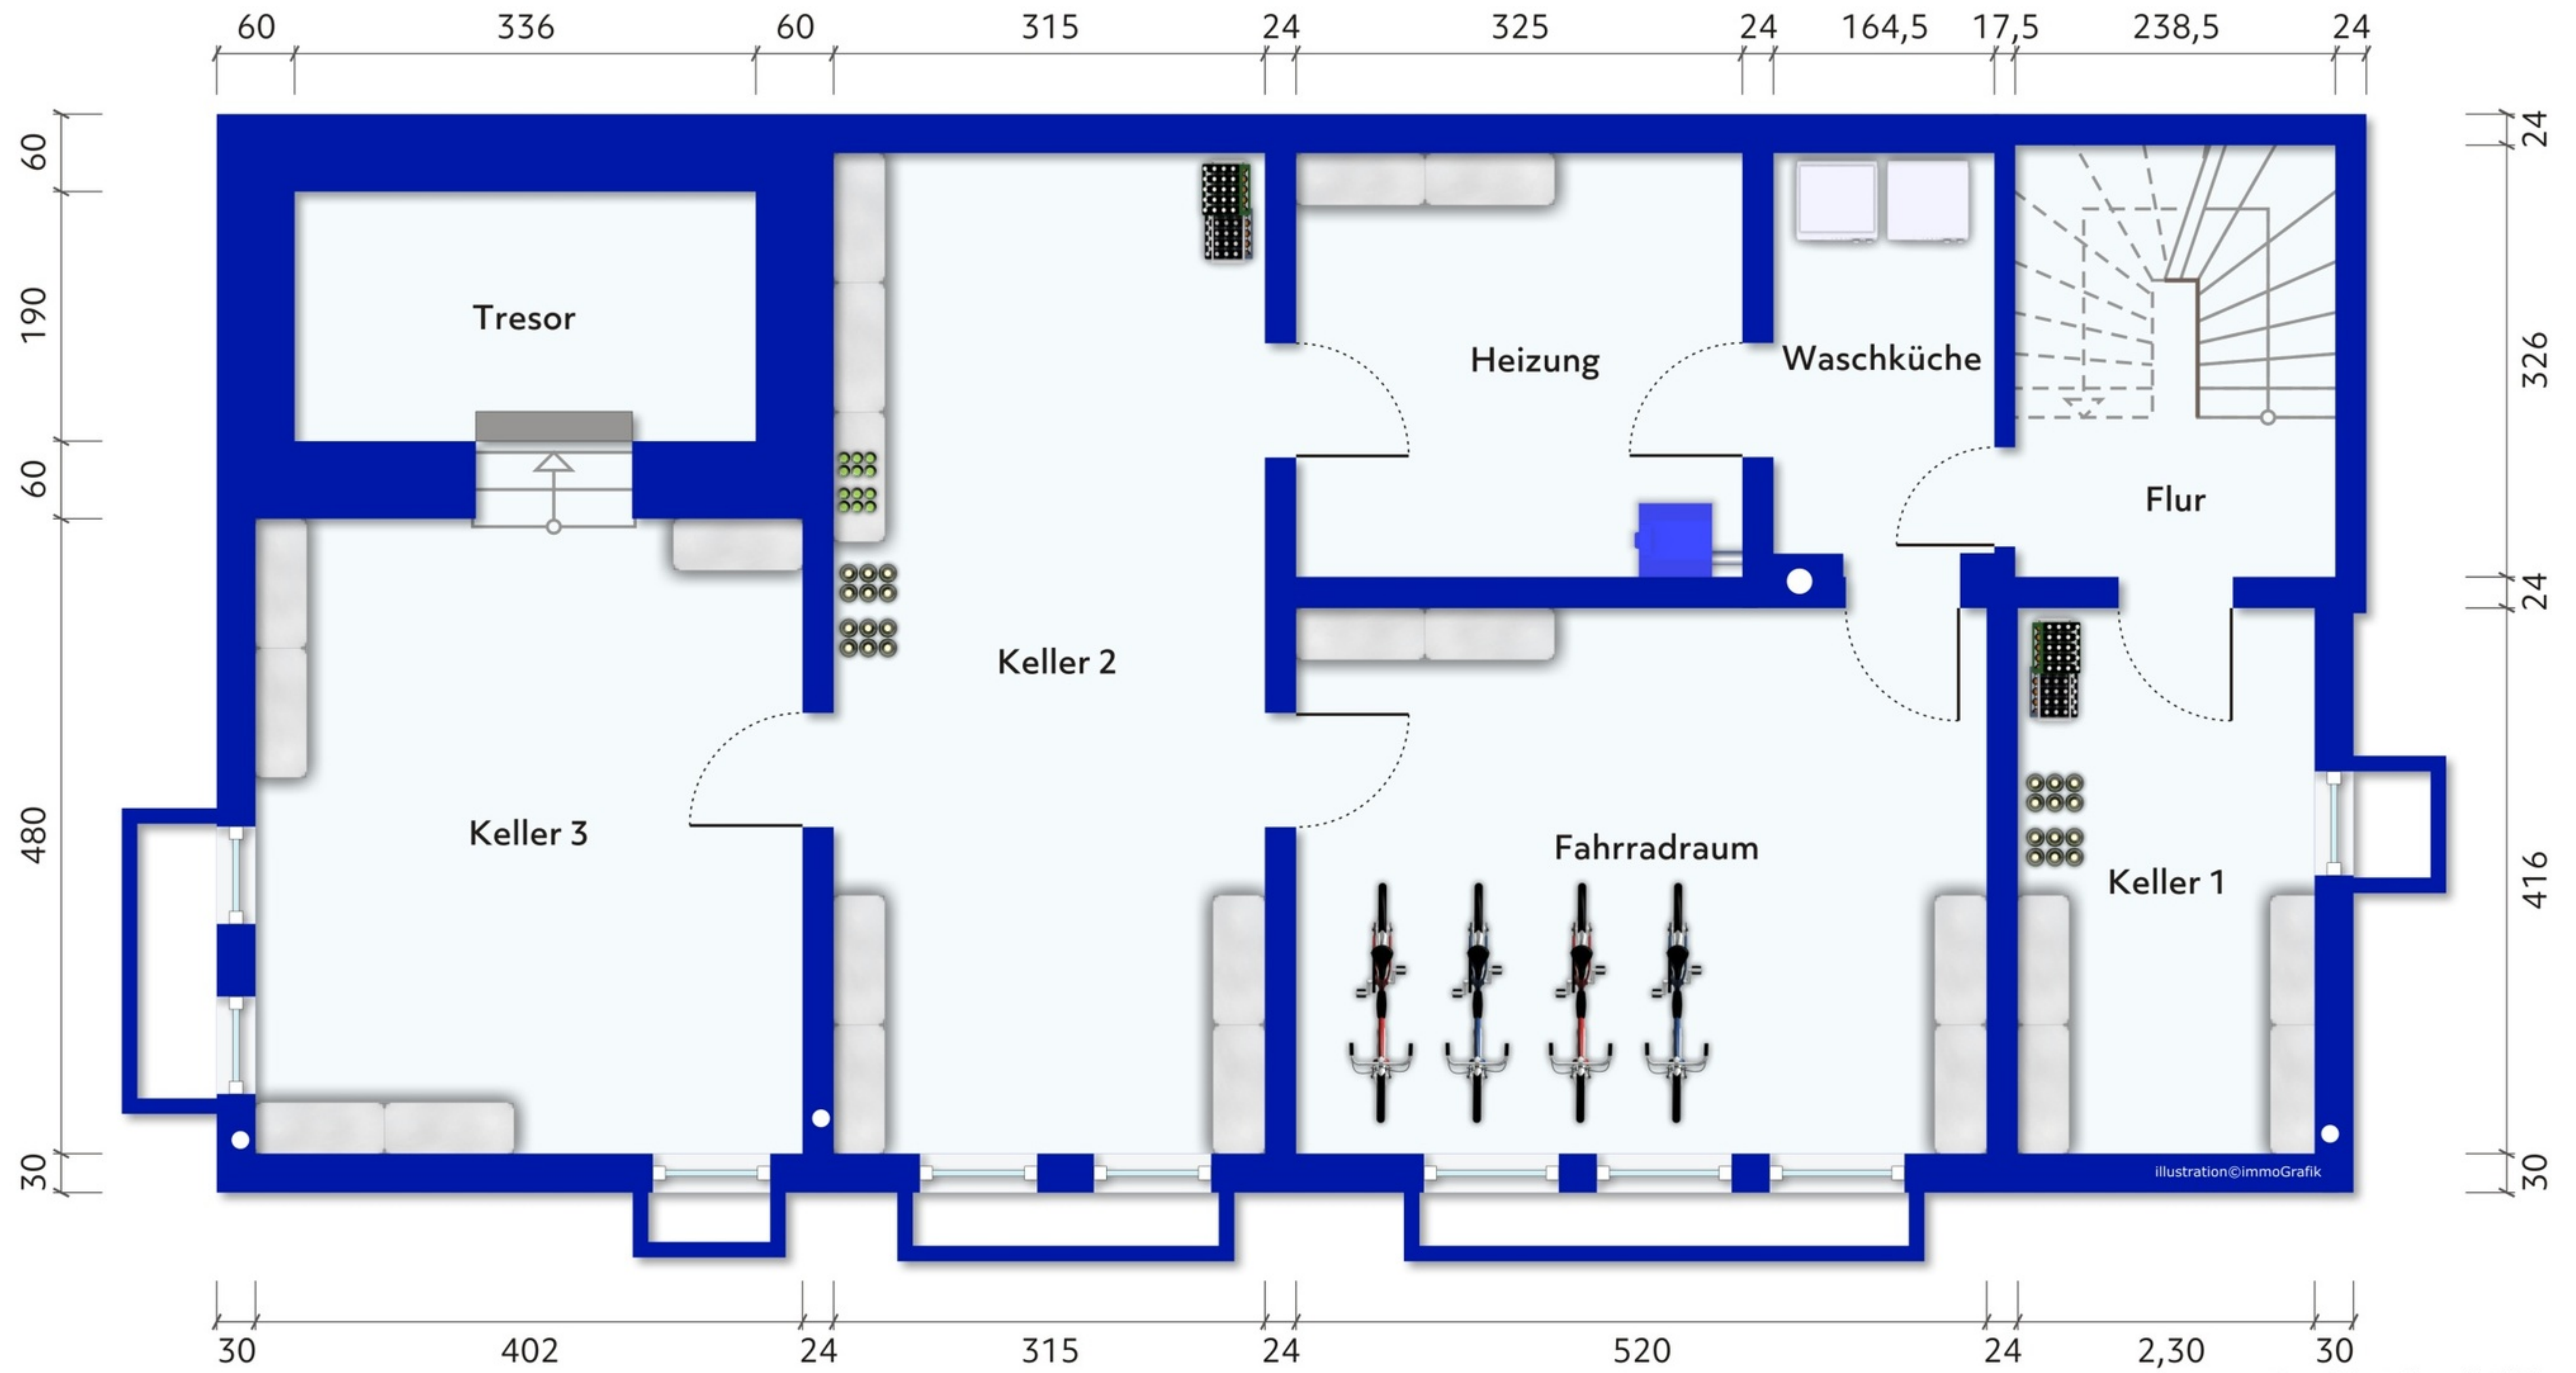 60 336 60 315 24 325 24 164,5 17,5 238,5 24
60
190
60
480
30
24
326
24
416
30
Tresor
Heizung
Waschküche
Flur
Keller 2
Keller 3
Fahrradraum
Keller 1
illustration©immoGrafik
30 402 24 315 24 520 24 2,30 30